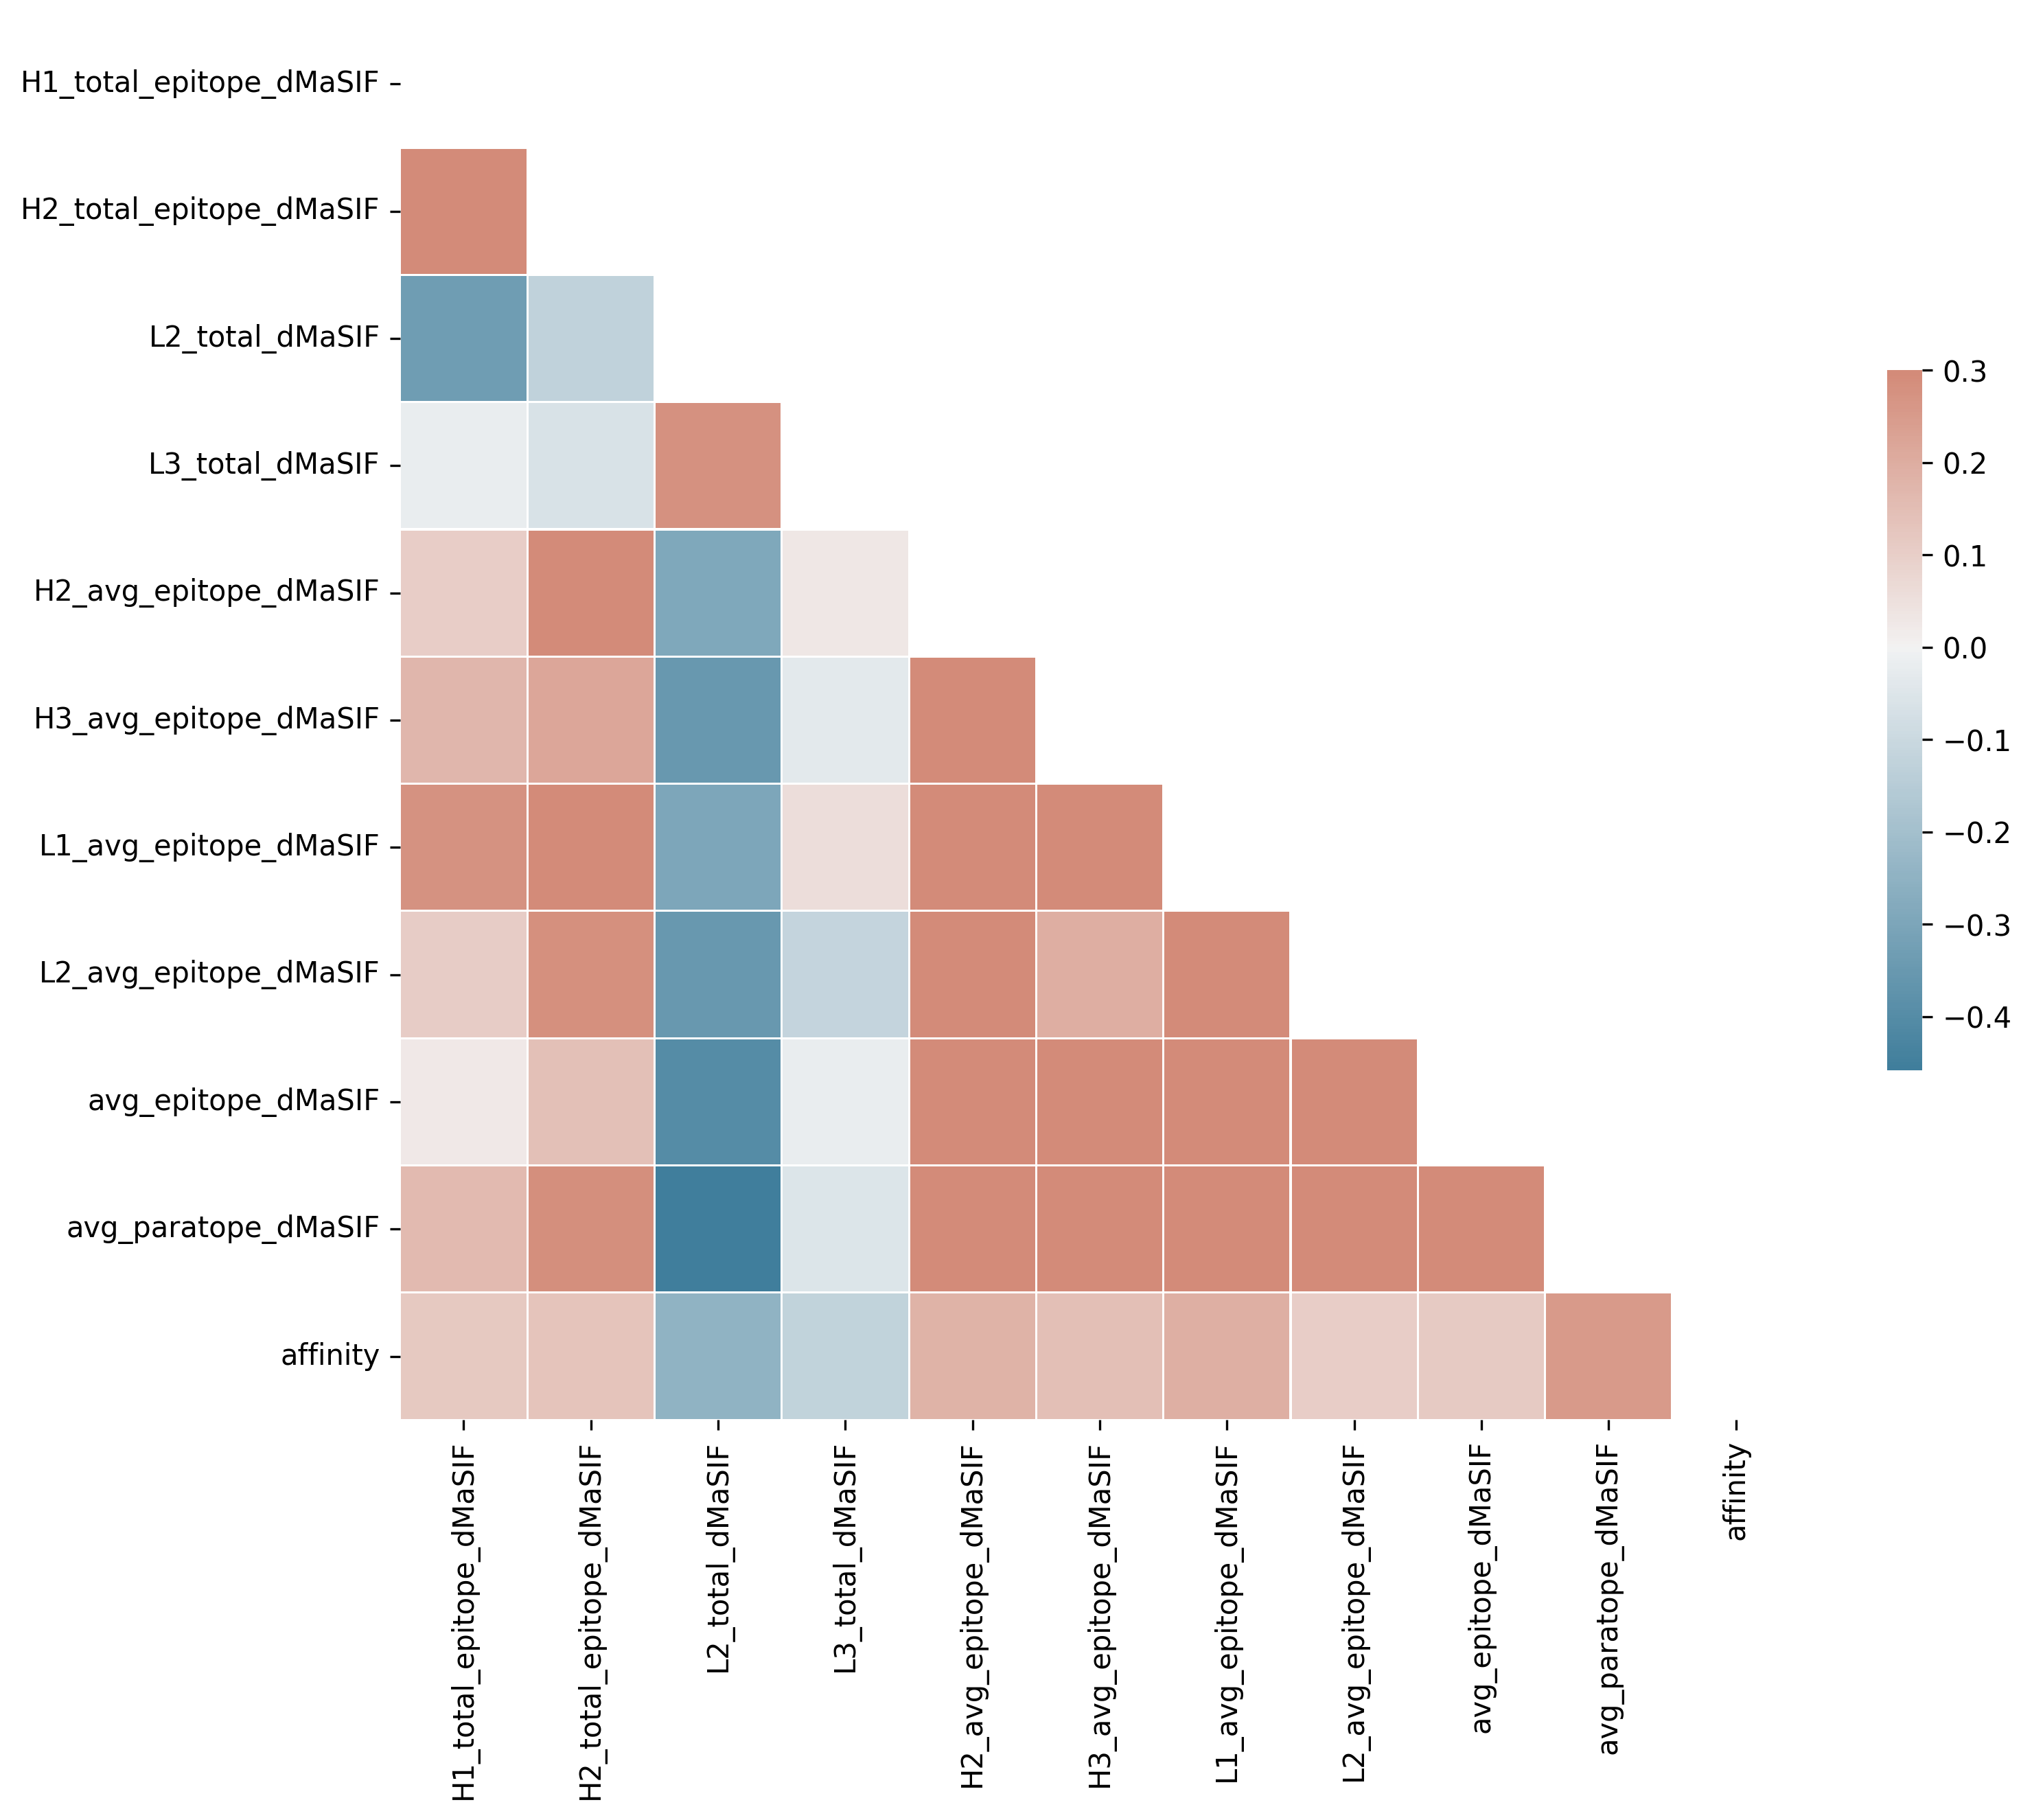 H1_total_epitope_dMaSIF
H2_total_epitope_dMaSIF
L2_total_dMaSIF
L3_total_dMaSIF
H2_avg_epitope_dMaSIF
H3_avg_epitope_dMaSIF
L1_avg_epitope_dMaSIF
L2_avg_epitope_dMaSIF
avg_epitope_dMaSIF
avg_paratope_dMaSIF
affinity
H1_total_epitope_dMaSIF
H2_total_epitope_dMaSIF
L2_total_dMaSIF
L3_total_dMaSIF
H2_avg_epitope_dMaSIF
H3_avg_epitope_dMaSIF
L1_avg_epitope_dMaSIF
L2_avg_epitope_dMaSIF
avg_epitope_dMaSIF
avg_paratope_dMaSIF
affinity
0.3
0.2
0.1
0.0
−0.1
−0.2
−0.3
−0.4